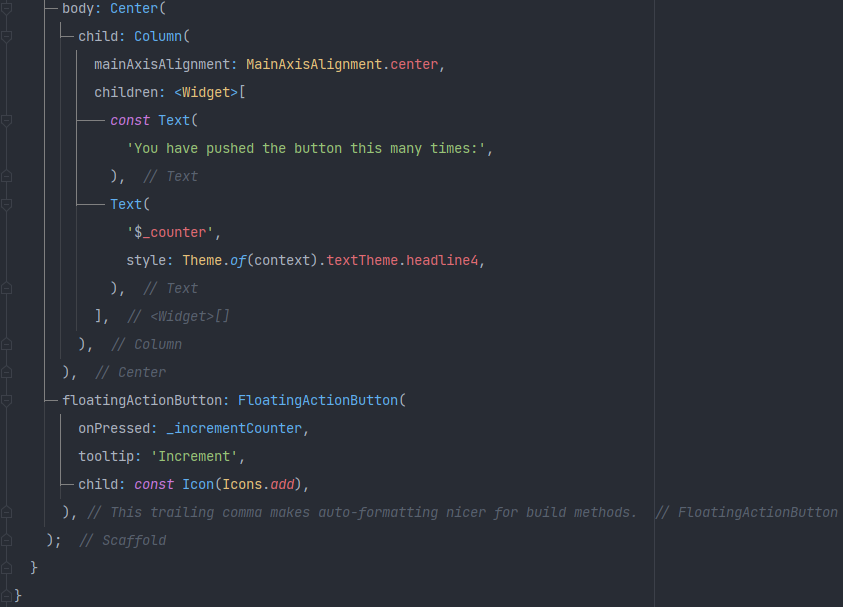 body: Center(
child: Column(
mainAxisAlignment: MainAxisAlignment.center,
children: <Widget>[
const Text(
'You have pushed the button this many times:',
), // Text
Text(
'$_counter',
style: Theme.of(context).textTheme.headline4,
), // Text
], // <Widget>[]
), // Column
), // Center
floatingActionButton: FloatingActionButton(
onPressed: _incrementCounter,
tooltip: 'Increment',
child: const Icon(Icons.add),
), // This trailing comma makes auto-formatting nicer for build methods. // FloatingActionButton
); // Scaffold
}
}